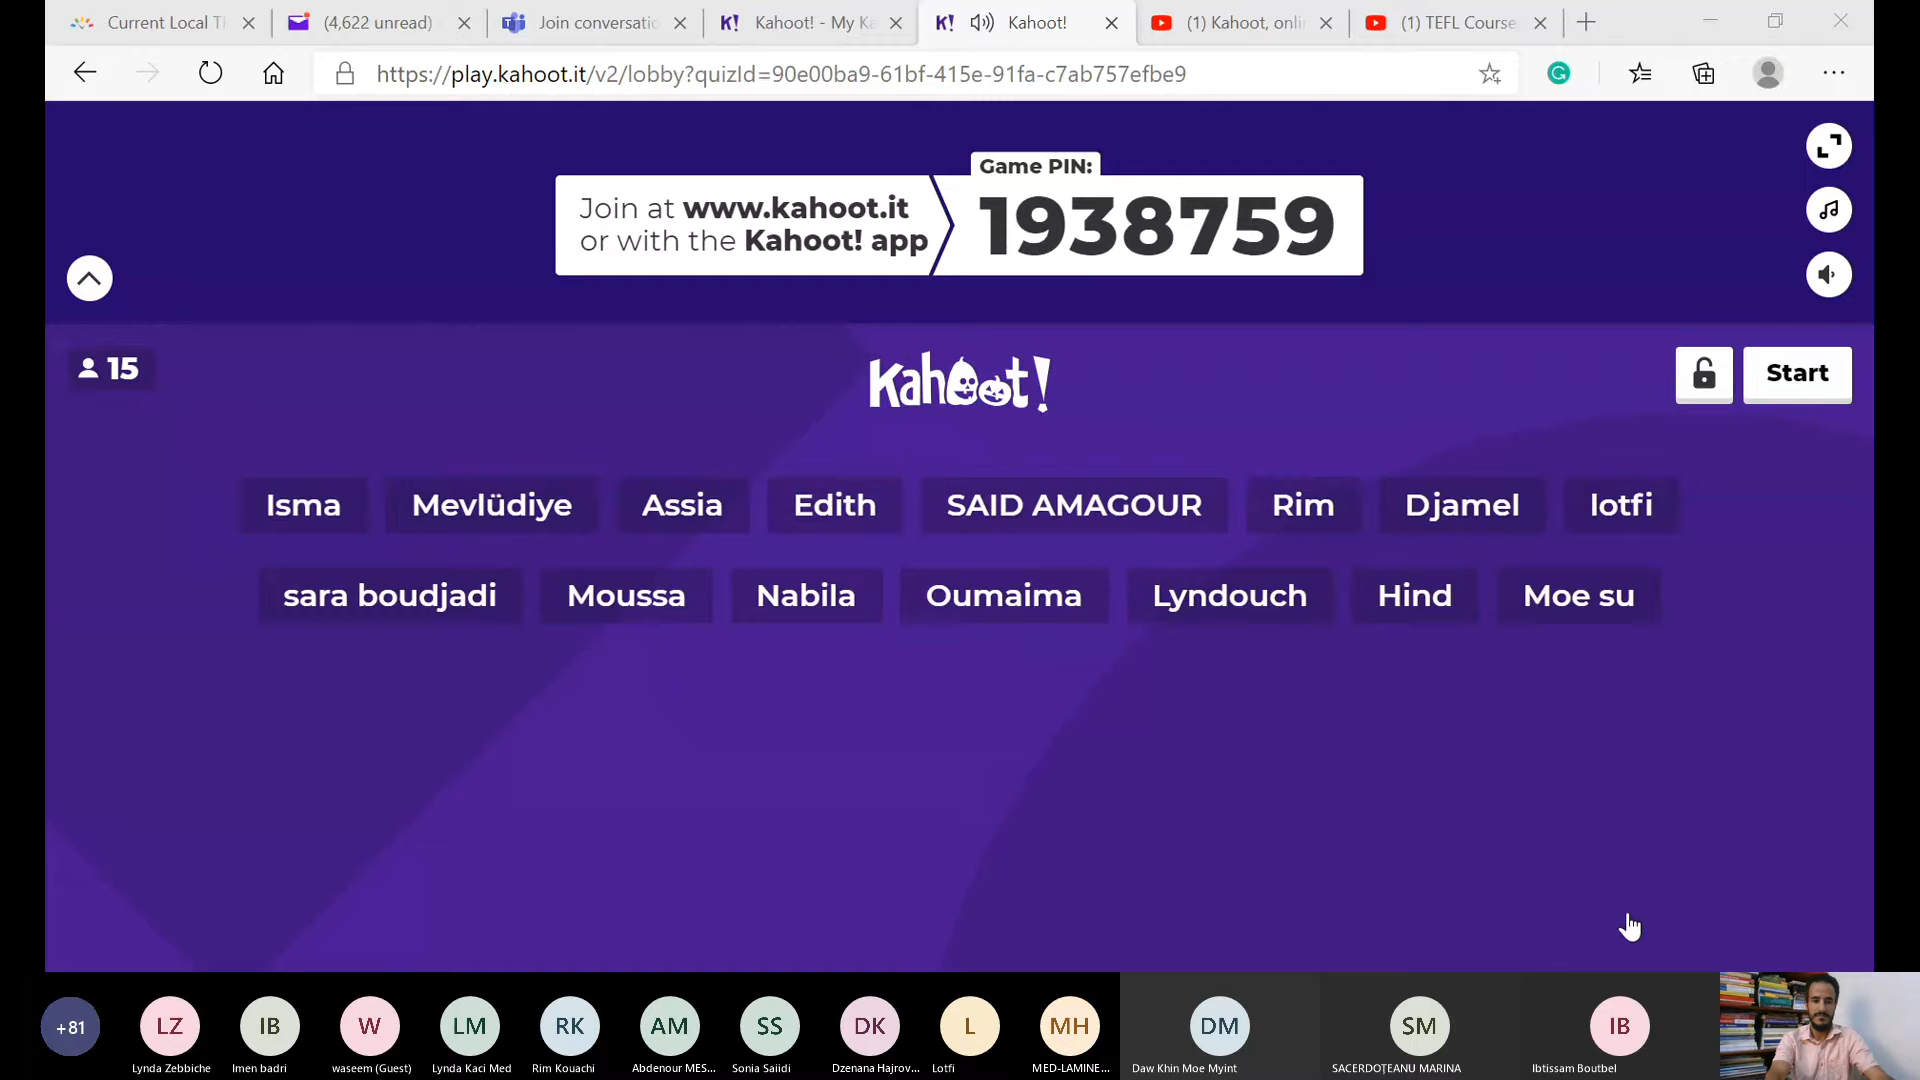 Current Local Ti
(4,622 unread)
Join conversatio
K! Kahoot! - My Ka
K! Kahoot!
(1) Kahoot, onli
(1) TEFL Course
https://play.kahoot.it/v2/lobby?quizId=90e00ba9-61bf-415e-91fa-c7ab757efbe9
Game PIN:
Join at www.kahoot.it
or with the Kahoot! app
1938759
15
Kahoot!
Start
Isma Mevlüdiye Assia Edith SAID AMAGOUR Rim Djamel lotfi
sara boudjadi Moussa Nabila Oumaima Lyndouch Hind Moe su
+81 LZ IB W LM RK AM SS DK L MH DM SM IB
Lynda Zebbiche Imen badri waseem (Guest) Lynda Kaci Med Rim Kouachi Abdenour MES... Sonia Saiidi Dzenana Hajrov... Lotfi MED-LAMINE... Daw Khin Moe Myint SACERDOȚEANU MARINA Ibtissam Boutbel